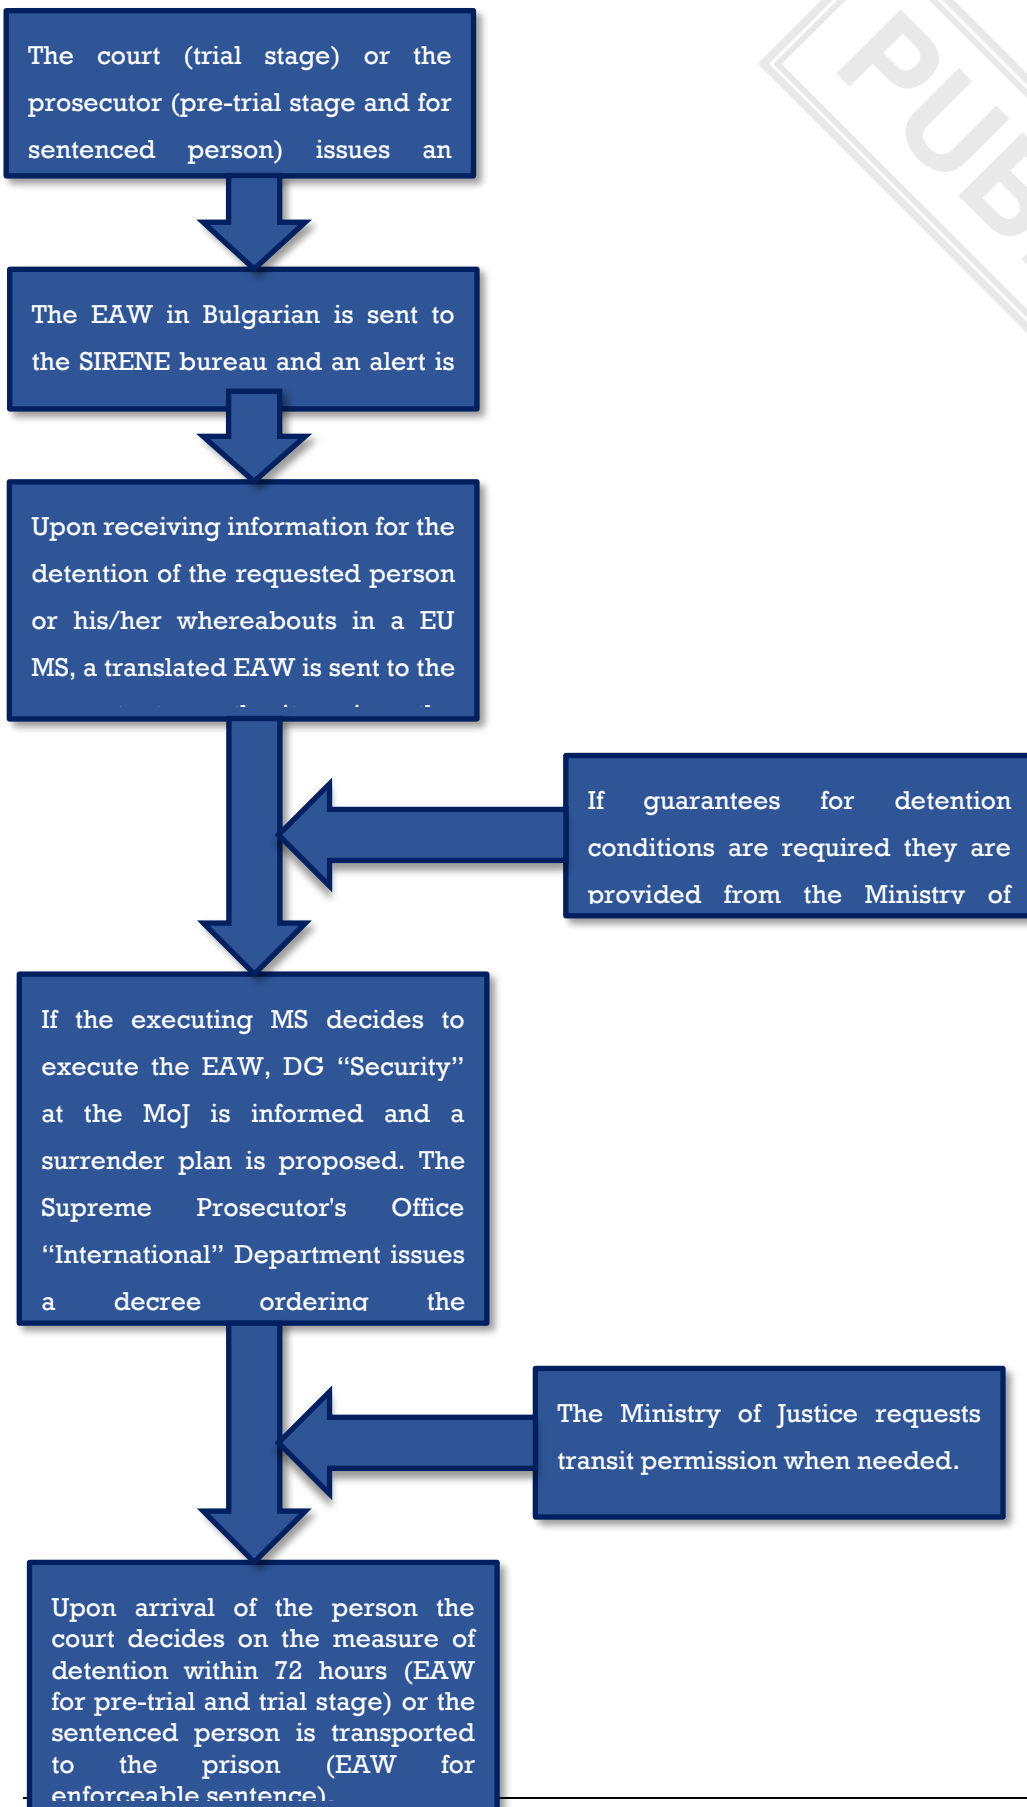 The court (trial stage) or the
prosecutor (pre-trial stage and for
sentenced person) issues an
The EAW in Bulgarian is sent to
the SIRENE bureau and an alert is
Upon receiving information for the
detention of the requested person
or his/her whereabouts in a EU
MS, a translated EAW is sent to the
If guarantees for detention
conditions are required they are
provided from the Ministry of
If the executing MS decides to
execute the EAW, DG “Security”
at the MoJ is informed and a
surrender plan is proposed. The
Supreme Prosecutor's Office
“International” Department issues
a decree ordering the
The Ministry of Justice requests
transit permission when needed.
Upon arrival of the person the
court decides on the measure of
detention within 72 hours (EAW
for pre-trial and trial stage) or the
sentenced person is transported
to the prison (EAW for
enforceable sentence).